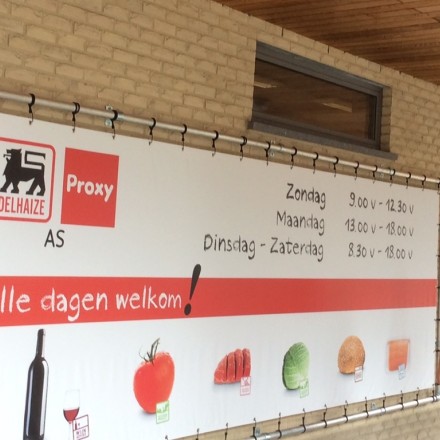 DELHAIZE
Proxy
AS
Zondag 9.00 v - 12.30 v
Maandag 13.00 v - 18.00 v
Dinsdag - Zaterdag 8.30 v - 18.00 v
lle dagen welkom!